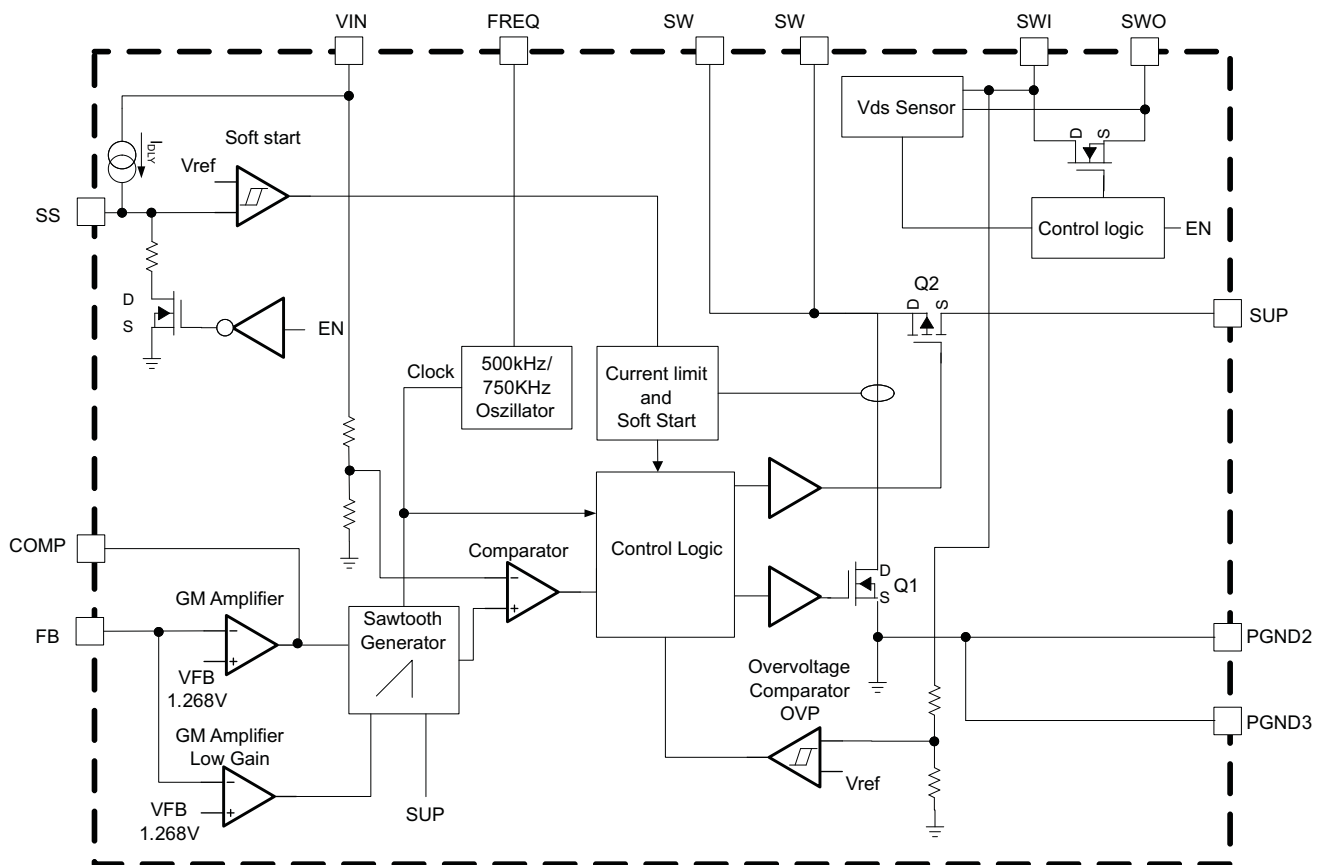 VIN
FREQ
SW
SW
SWI
SWO
Vds Sensor
D
S
Control logic
EN
IDLY
Soft start
Vref
SS
D
S
EN
Q2
D
S
SUP
Clock
500kHz/
750KHz
Oszillator
Current limit
and
Soft Start
COMP
Comparator
−
+
Control Logic
D
Q1
S
GM Amplifier
FB
−
+
VFB
1.268V
Sawtooth
Generator
PGND2
Overvoltage
Comparator
OVP
PGND3
GM Amplifier
Low Gain
−
+
VFB
1.268V
SUP
Vref